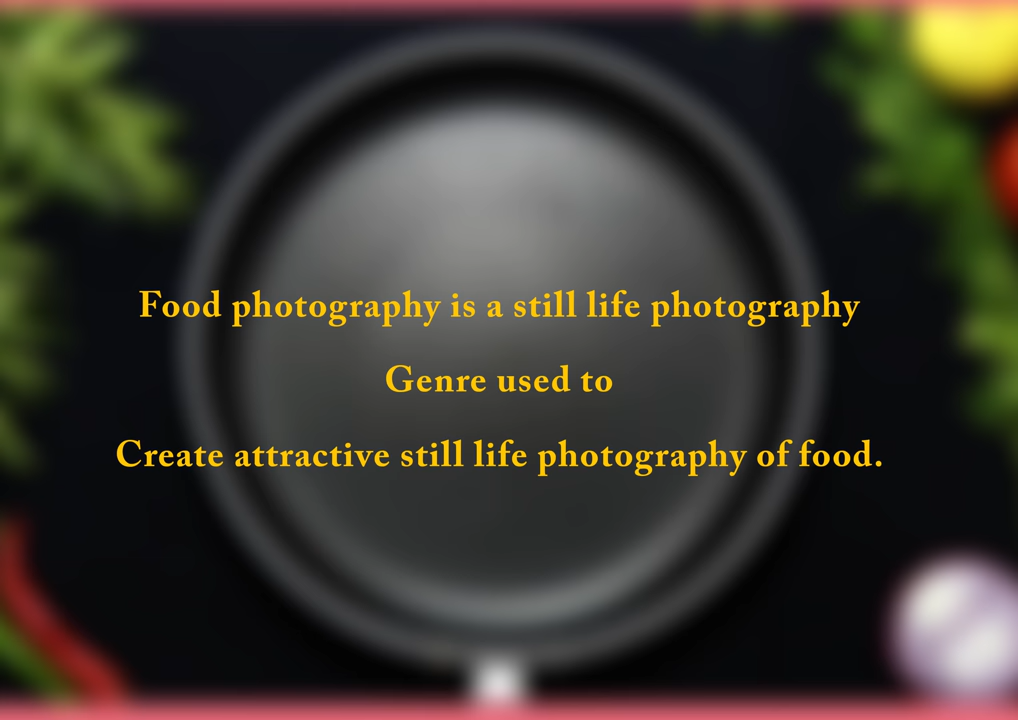 Food photography is a still life photography
Genre used to
Create attractive still life photography of food.